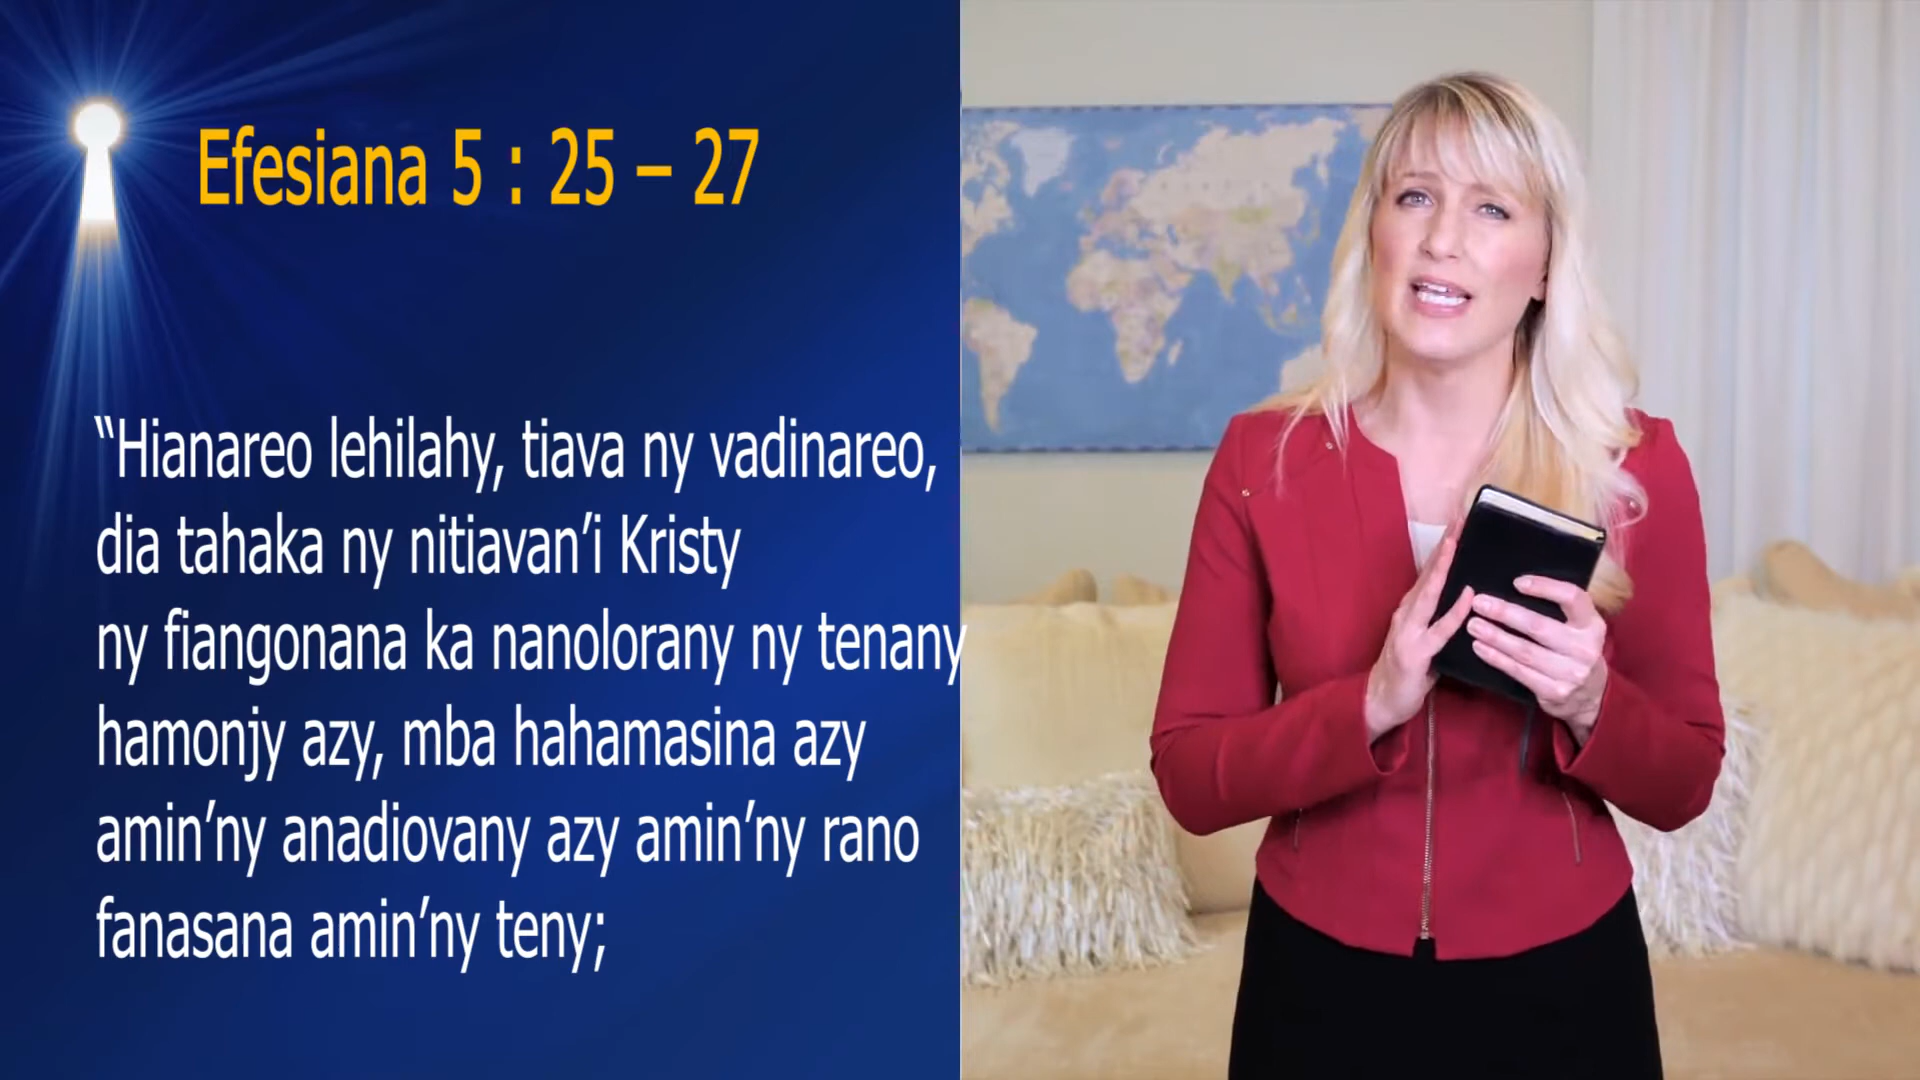 Efesiana 5 : 25 – 27
“Hianareo lehilahy, tiava ny vadinareo,
dia tahaka ny nitiavan’i Kristy
ny fiangonana ka nanolorany ny tenany
hamonjy azy, mba hahamasina azy
amin’ny anadiovany azy amin’ny rano
fanasana amin’ny teny;